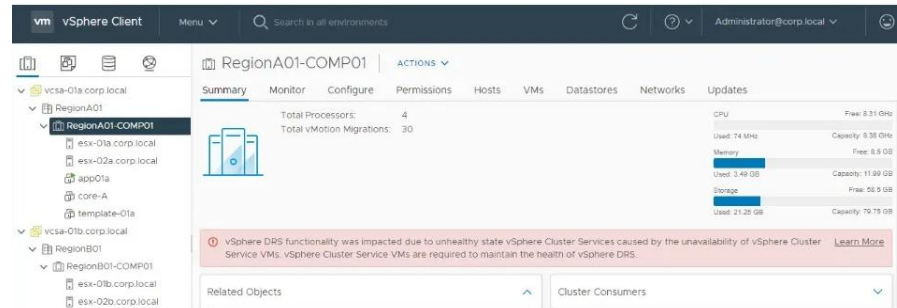 vm vSphere Client Menu Search in all environments Administrator@corp.local
RegionA01-COMP01 ACTIONS
Summary Monitor Configure Permissions Hosts VMs Datastores Networks Updates
vcsa-01a.corp.local
RegionA01
RegionA01-COMP01
esx-01a.corp.local
esx-02a.corp.local
app01a
core-A
template-01a
vcsa-01b.corp.local
RegionB01
RegionB01-COMP01
esx-01b.corp.local
esx-02b.corp.local
Total Processors: 4
Total vMotion Migrations: 30
CPU Free: 8.31 GHz
Used: 74 MHz Capacity: 8.38 GHz
Memory Free: 8.5 GB
Used: 3.49 GB Capacity: 11.99 GB
Storage Free: 58.5 GB
Used: 21.25 GB Capacity: 79.75 GB
vSphere DRS functionality was impacted due to unhealthy state vSphere Cluster Services caused by the unavailability of vSphere Cluster Learn More
Service VMs. vSphere Cluster Service VMs are required to maintain the health of vSphere DRS.
Related Objects Cluster Consumers